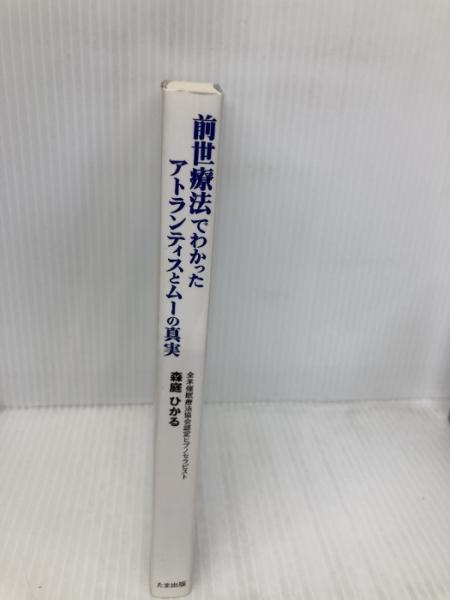 前世療法でわかった
アトランティスとムーの真実
全米催眠療法協会認定ヒプノセラピスト
森庭 ひかる
たま出版